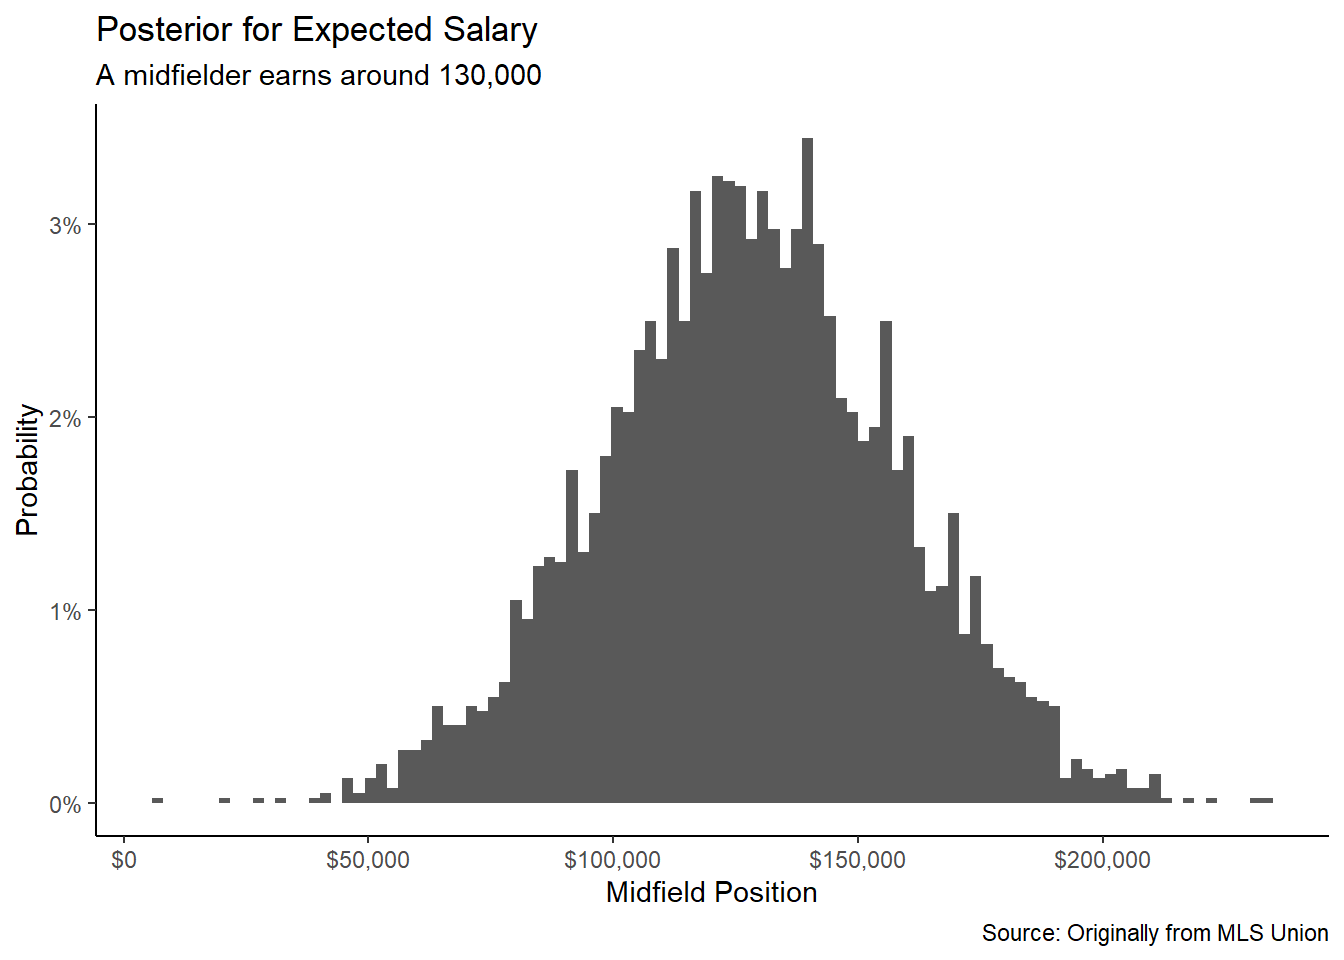 Posterior for Expected Salary
A midfielder earns around 130,000
Probability
3%
2%
1%
0%
$0
$50,000
$100,000
$150,000
$200,000
Midfield Position
Source: Originally from MLS Union